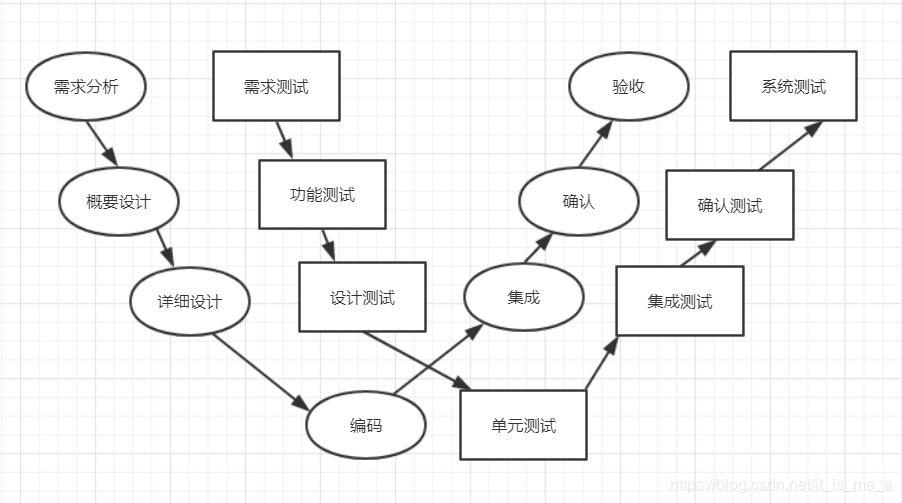 需求分析
需求测试
验收
系统测试
概要设计
功能测试
确认
确认测试
详细设计
设计测试
集成
集成测试
编码
单元测试
https://blog.csdn.net/it_is_me_a